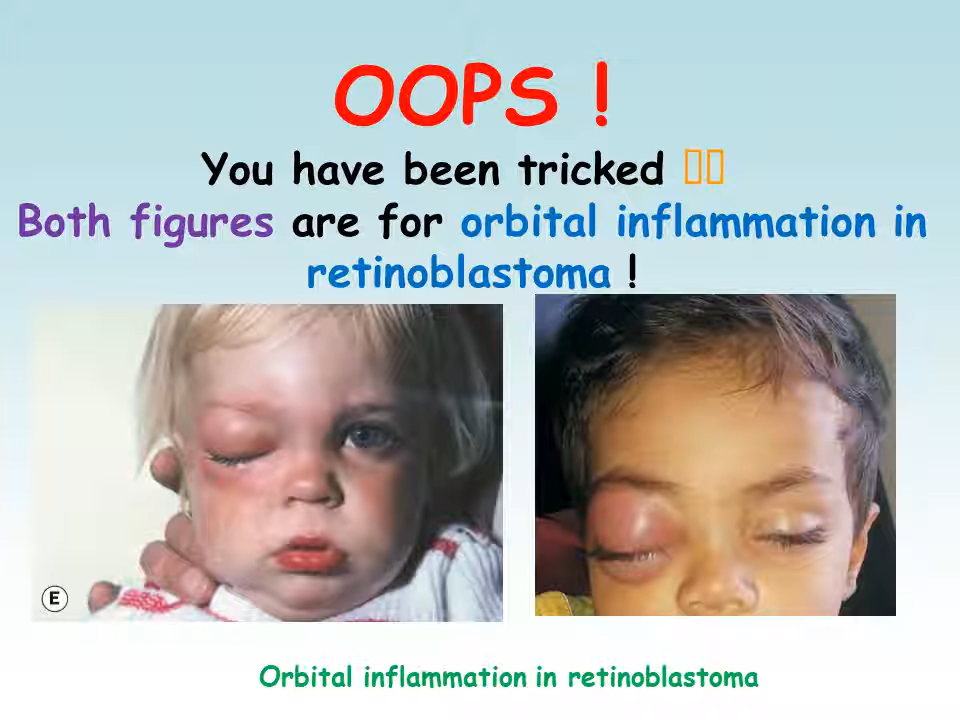 OOPS !
You have been tricked
Both figures are for orbital inflammation in
retinoblastoma !
E
Orbital inflammation in retinoblastoma